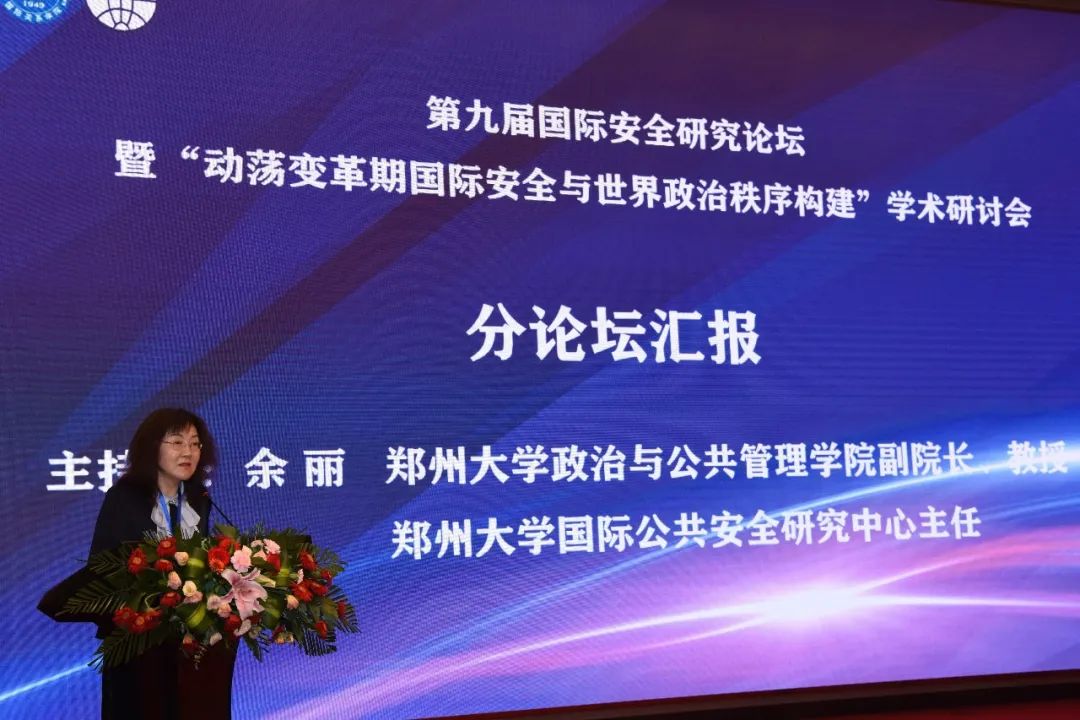 1949
第九届国际安全研究论坛
暨“动荡变革期国际安全与世界政治秩序构建”学术研讨会
分论坛汇报
主持 余丽 郑州大学政治与公共管理学院副院长、教授
郑州大学国际公共安全研究中心主任